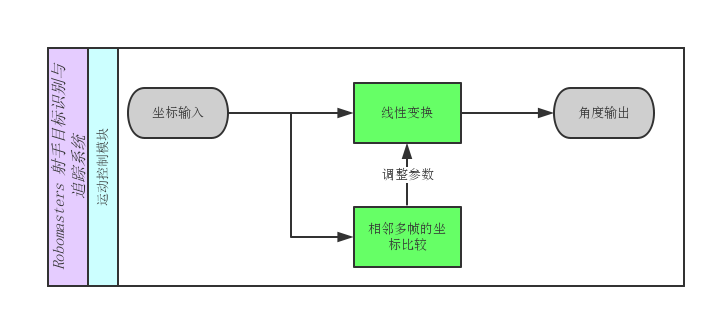 Robomasters 射手目标识别与
追踪系统
运动控制模块
坐标输入
线性变换
角度输出
调整参数
相邻多帧的坐
标比较